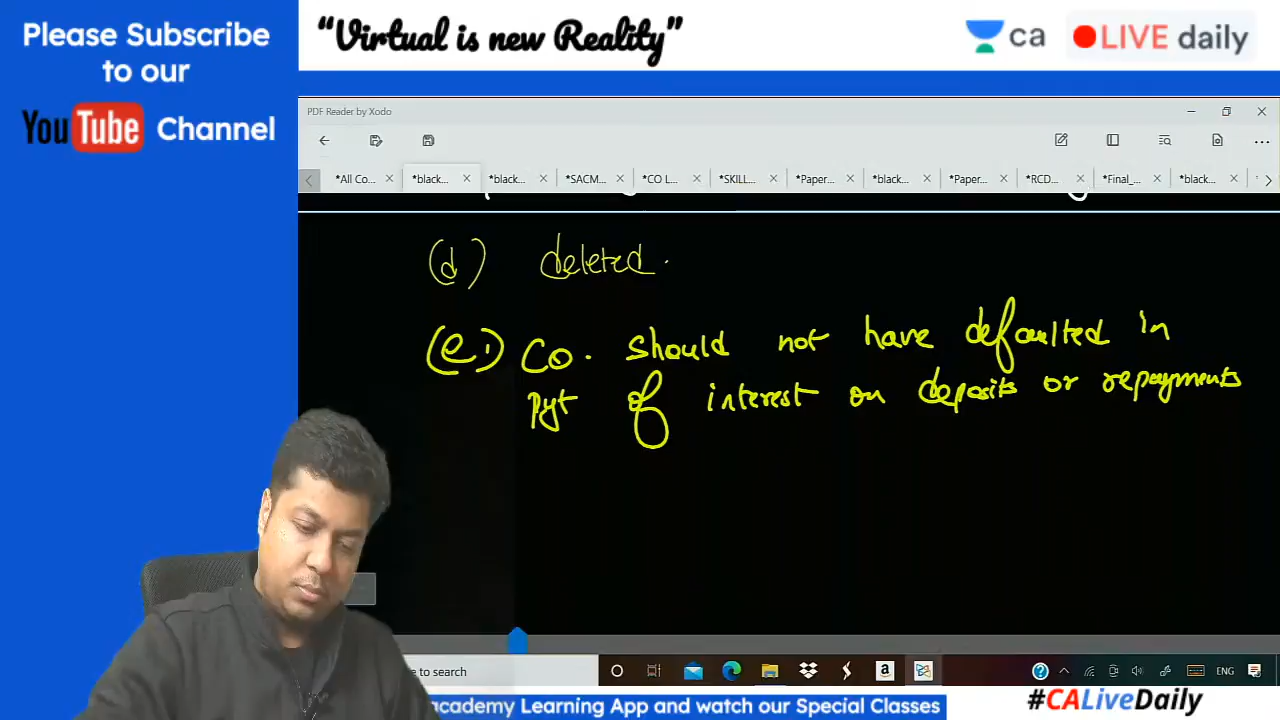 Please Subscribe
to our
YouTube Channel
"Virtual is new Reality"
ca
LIVE daily
PDF Reader by Xodo
*All Co... *black... *black... *SACM... *CO L... *SKILL... *Paper... *black... *Paper... *RCD... *Final_... *black...
(d) deleted.
(e.) Co. should not have defaulted in
pyt of interest on deposits or repayments
e to search
ENG
academy Learning App and watch our Special Classes
#CALiveDaily